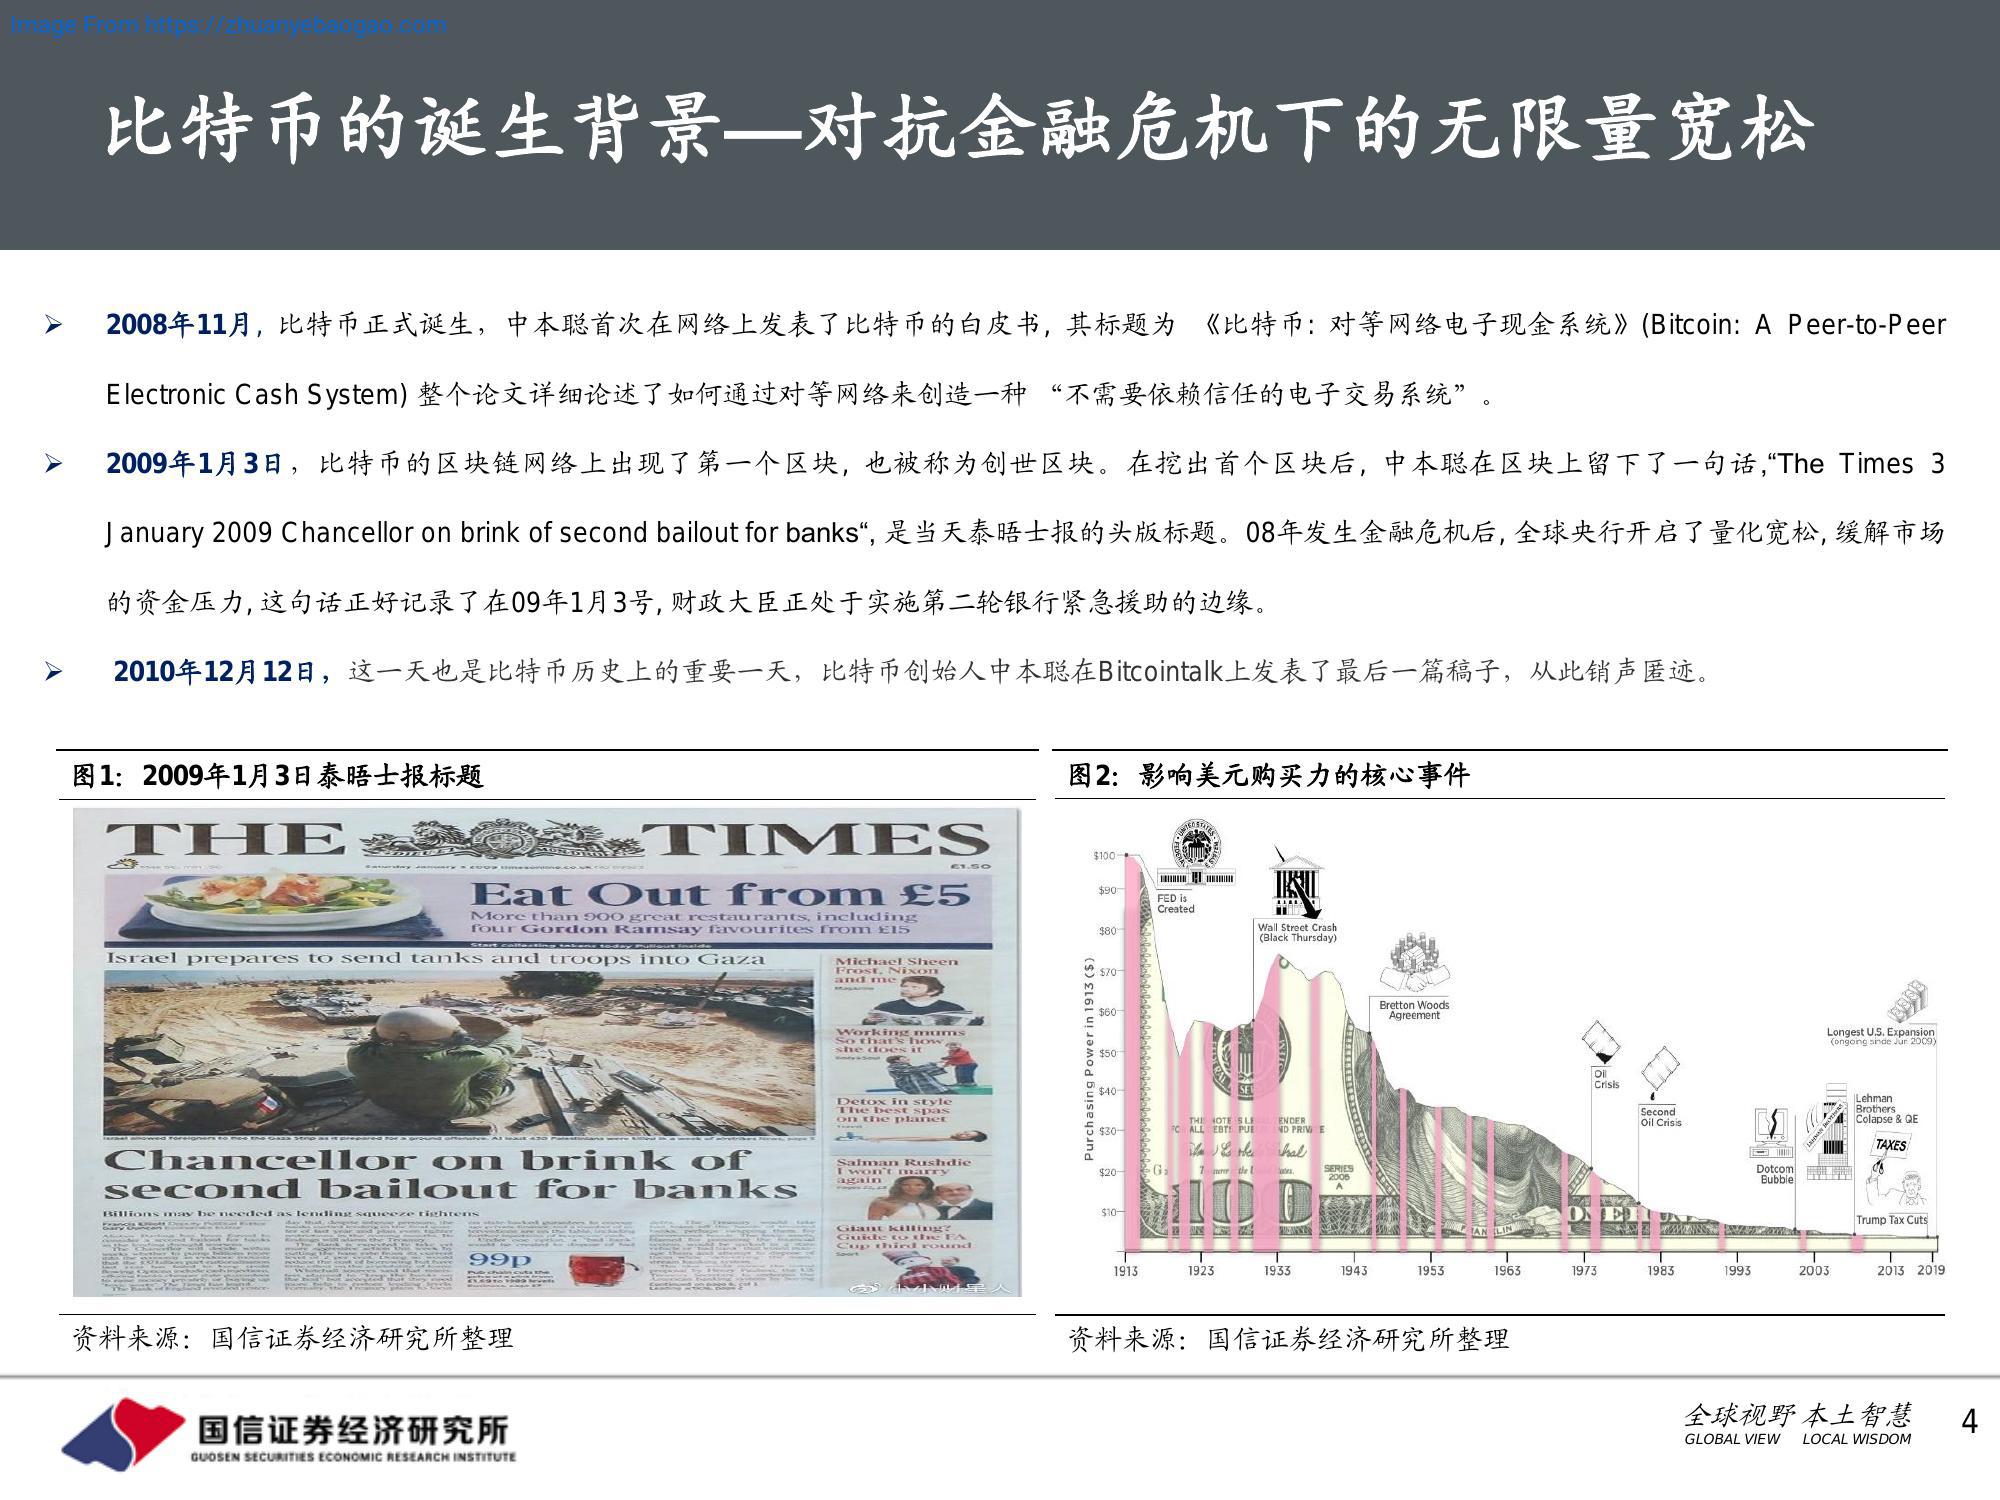 Image From https://zhuanyebaogao.com
比特币的诞生背景—对抗金融危机下的无限量宽松
➢ 2008年11月, 比特币正式诞生，中本聪首次在网络上发表了比特币的白皮书, 其标题为 《比特币: 对等网络电子现金系统》(Bitcoin: A Peer-to-Peer
Electronic Cash System) 整个论文详细论述了如何通过对等网络来创造一种 “不需要依赖信任的电子交易系统”。
➢ 2009年1月3日，比特币的区块链网络上出现了第一个区块, 也被称为创世区块。在挖出首个区块后, 中本聪在区块上留下了一句话,“The Times 3
January 2009 Chancellor on brink of second bailout for banks“, 是当天泰晤士报的头版标题。08年发生金融危机后, 全球央行开启了量化宽松, 缓解市场
的资金压力, 这句话正好记录了在09年1月3号, 财政大臣正处于实施第二轮银行紧急援助的边缘。
➢ 2010年12月12日，这一天也是比特币历史上的重要一天，比特币创始人中本聪在Bitcointalk上发表了最后一篇稿子，从此销声匿迹。
图1：2009年1月3日泰晤士报标题
THE TIMES
£1.50
Eat Out from £5
More than 900 great restaurants, including
four Gordon Ramsay favourites from £15
Start collecting tokens today Pullout inside
Israel prepares to send tanks and troops into Gaza
Michael Sheen
Frost, Nixon
and me
Magazine
Working mums
So that's how
she does it
Detox in style
The best spas
on the planet
Travel
Chancellor on brink of
second bailout for banks
Billions may be needed as lending squeeze tightens
Salman Rushdie
I won't marry
again
Giant killing?
Guide to the FA
Cup third round
Sport
99p
小小财星人
图2：影响美元购买力的核心事件
Purchasing Power in 1913 ($)
$100
$90
$80
$70
$60
$50
$40
$30
$20
$10
FED is
Created
Wall Street Crash
(Black Thursday)
Bretton Woods
Agreement
Oil
Crisis
Second
Oil Crisis
Dotcom
Bubble
Longest U.S. Expansion
(ongoing sinde Jun 2009)
Lehman
Brothers
Colapse & QE
TAXES
Trump Tax Cuts
SERIES
2006
A
100
FRANKLIN
1913 1923 1933 1943 1953 1963 1973 1983 1993 2003 2013 2019
资料来源：国信证券经济研究所整理
资料来源：国信证券经济研究所整理
国信证券经济研究所
GUOSEN SECURITIES ECONOMIC RESEARCH INSTITUTE
全球视野 本土智慧
GLOBAL VIEW LOCAL WISDOM
4